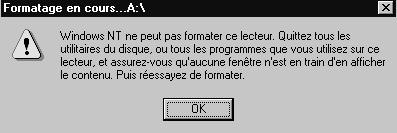 Formatage en cours...A:\
Windows NT ne peut pas formater ce lecteur. Quittez tous les
utilitaires du disque, ou tous les programmes que vous utilisez sur ce
lecteur, et assurez-vous qu'aucune fenêtre n'est en train d'en afficher
le contenu. Puis réessayez de formater.
OK